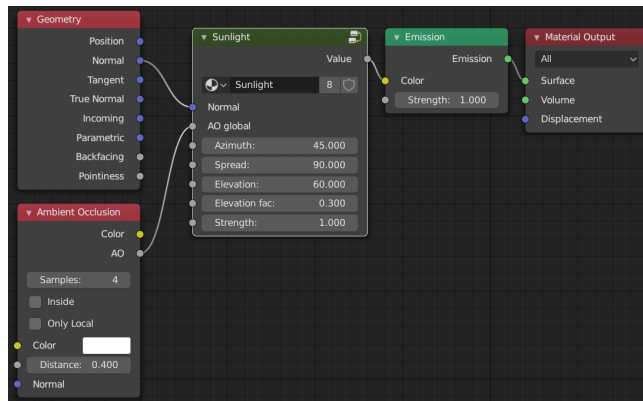 Geometry
Position
Normal
Tangent
True Normal
Incoming
Parametric
Backfacing
Pointiness
Ambient Occlusion
Color
AO
Samples: 4
Inside
Only Local
Color
Distance: 0.400
Normal
Sunlight
Value
Sunlight 8
Normal
AO global
Azimuth: 45.000
Spread: 90.000
Elevation: 60.000
Elevation fac: 0.300
Strength: 1.000
Emission
Emission
Color
Strength: 1.000
Material Output
All
Surface
Volume
Displacement